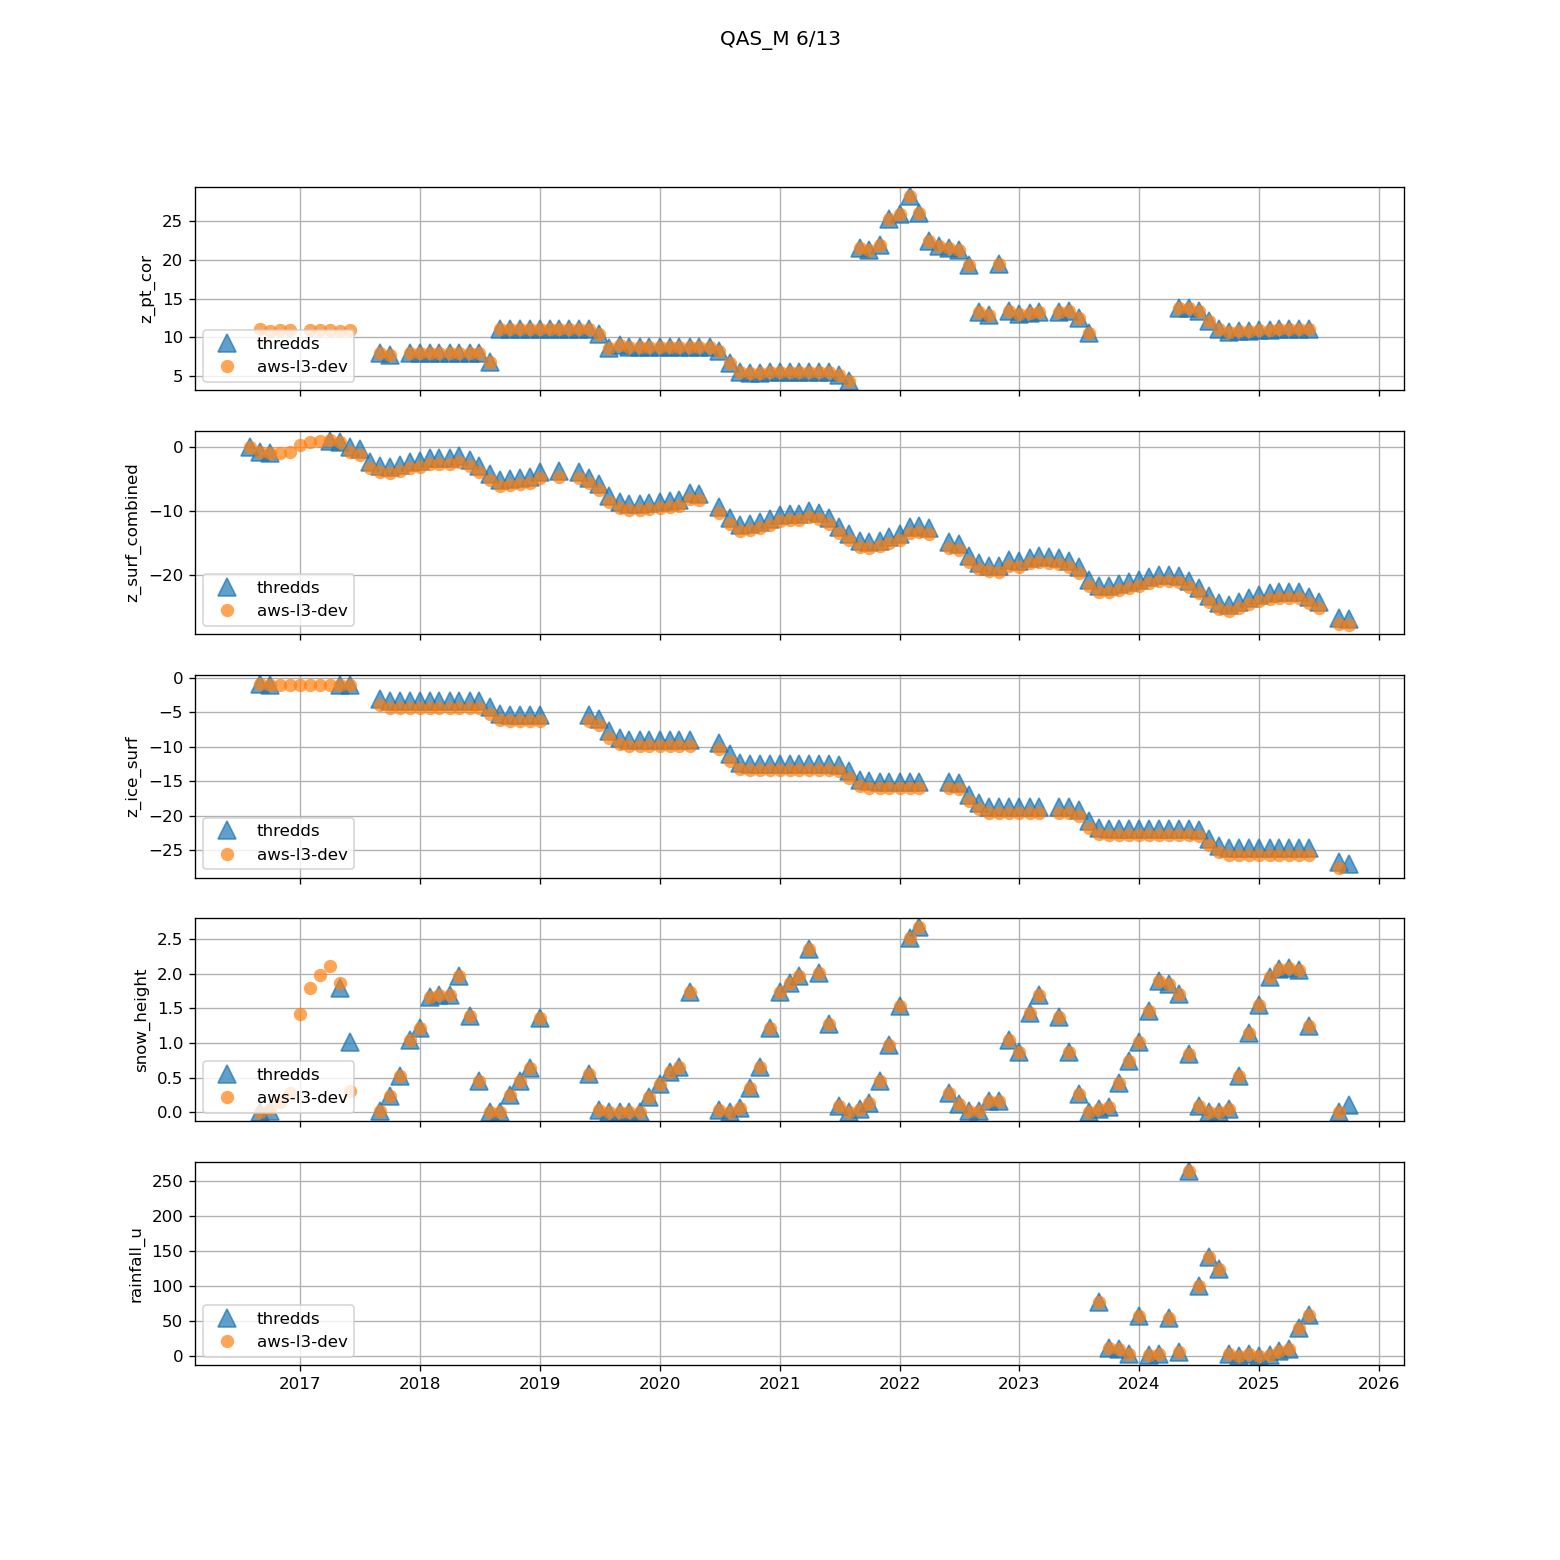 QAS_M 6/13
z_pt_cor
25
20
15
10
5
thredds
aws-l3-dev
z_surf_combined
0
−10
−20
thredds
aws-l3-dev
z_ice_surf
0
−5
−10
−15
−20
−25
thredds
aws-l3-dev
snow_height
2.5
2.0
1.5
1.0
0.5
0.0
thredds
aws-l3-dev
rainfall_u
250
200
150
100
50
0
thredds
aws-l3-dev
2017 2018 2019 2020 2021 2022 2023 2024 2025 2026